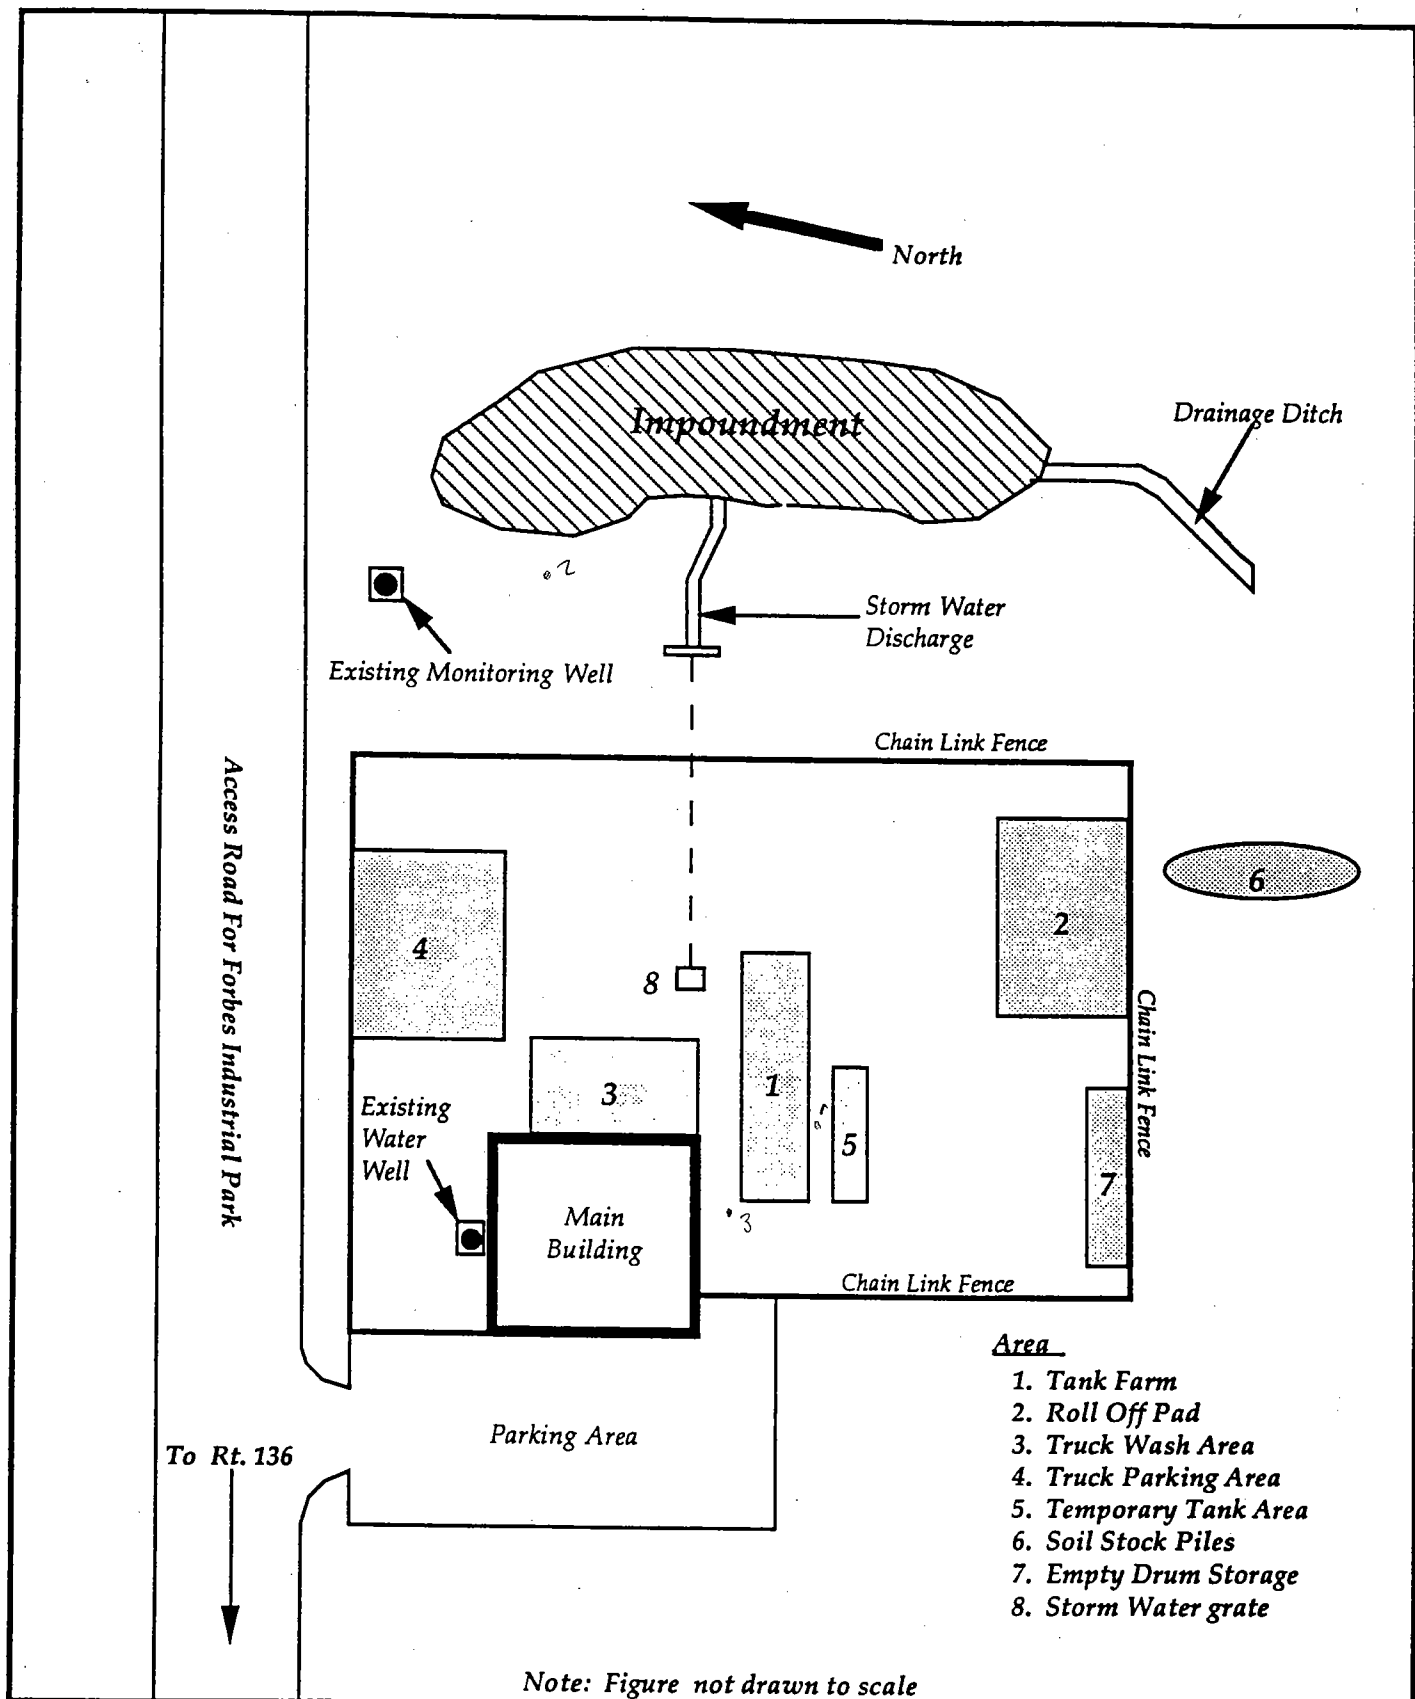 North
Impoundment
Drainage Ditch
2
Storm Water
Discharge
Existing Monitoring Well
Chain Link Fence
Access Road For Forbes Industrial Park
6
2
4
8
Chain Link Fence
1
3
Existing
Water
Well
5
7
Main
Building
3
Chain Link Fence
Area
1. Tank Farm
2. Roll Off Pad
3. Truck Wash Area
4. Truck Parking Area
5. Temporary Tank Area
6. Soil Stock Piles
7. Empty Drum Storage
8. Storm Water grate
Parking Area
To Rt. 136
Note: Figure not drawn to scale